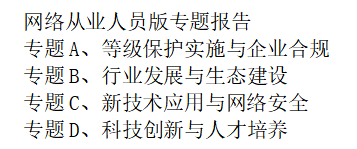 网络从业人员版专题报告
专题A、等级保护实施与企业合规
专题B、行业发展与生态建设
专题C、新技术应用与网络安全
专题D、科技创新与人才培养